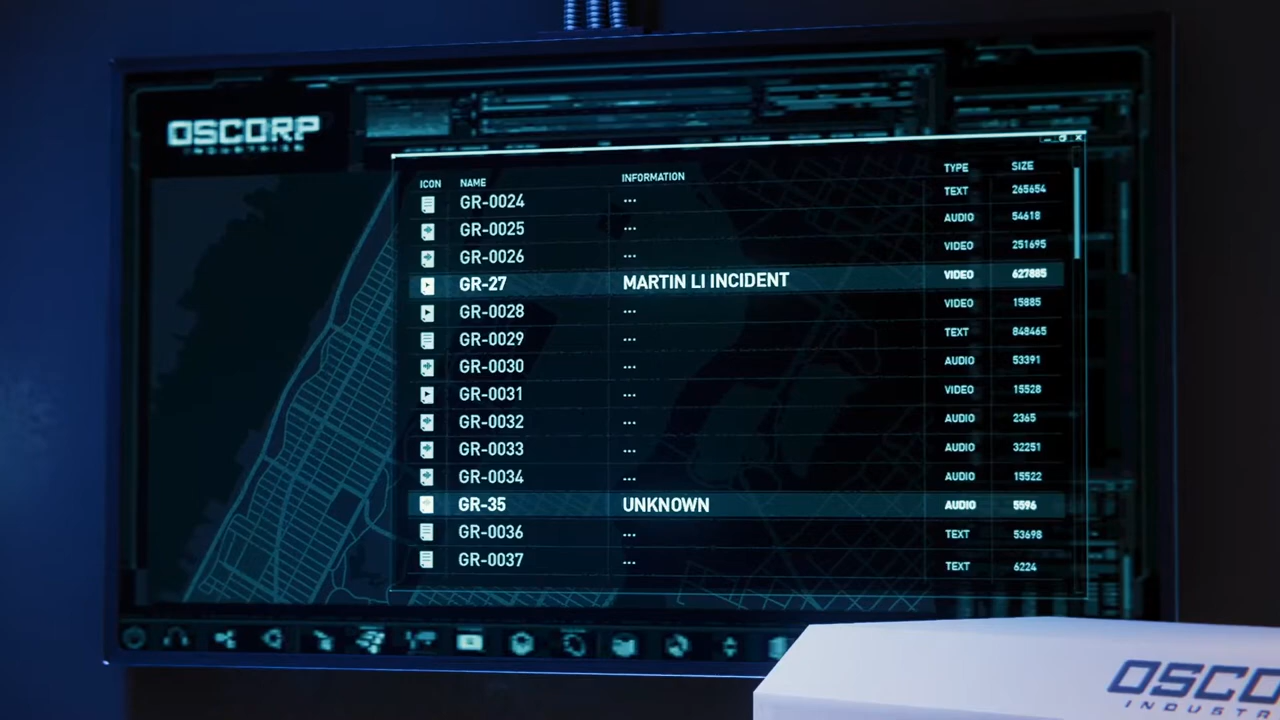 OSCORP
INDUSTRIES
ICON NAME INFORMATION TYPE SIZE
GR-0024 ... TEXT 265654
GR-0025 ... AUDIO 54618
GR-0026 ... VIDEO 251695
GR-27 MARTIN LI INCIDENT VIDEO 627885
GR-0028 ... VIDEO 15885
GR-0029 ... TEXT 848465
GR-0030 ... AUDIO 53391
GR-0031 ... VIDEO 15528
GR-0032 ... AUDIO 2365
GR-0033 ... AUDIO 32251
GR-0034 ... AUDIO 15522
GR-35 UNKNOWN AUDIO 5596
GR-0036 ... TEXT 53698
GR-0037 ... TEXT 6224
OSCO
INDUSTR